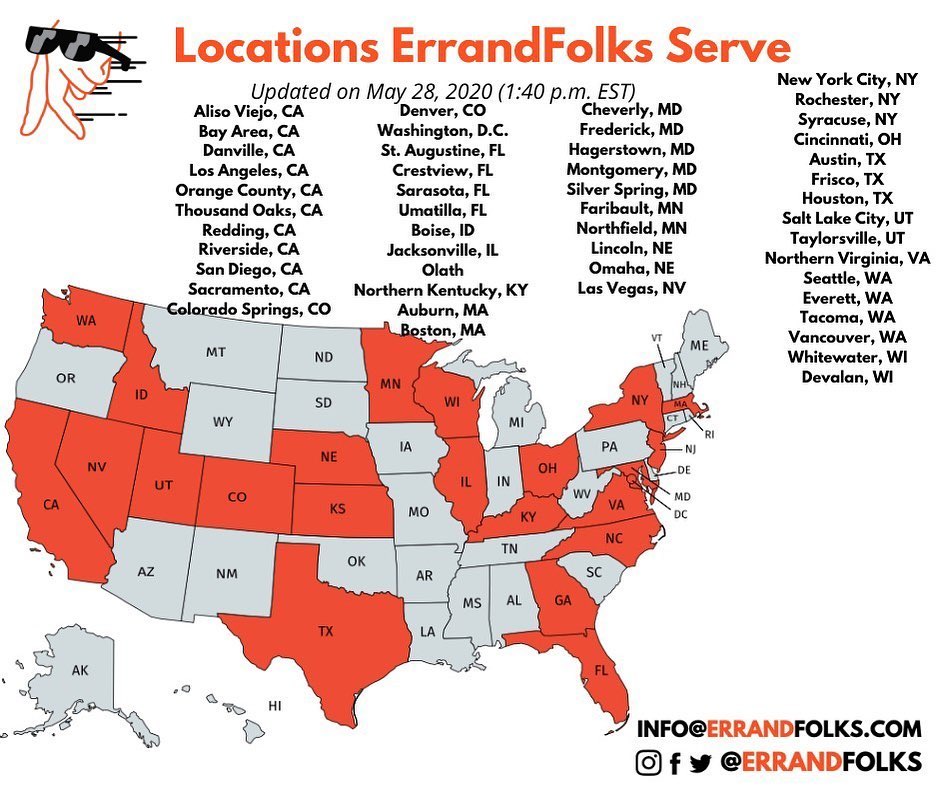 Locations ErrandFolks Serve
Updated on May 28, 2020 (1:40 p.m. EST)
Aliso Viejo, CA
Bay Area, CA
Danville, CA
Los Angeles, CA
Orange County, CA
Thousand Oaks, CA
Redding, CA
Riverside, CA
San Diego, CA
Sacramento, CA
Colorado Springs, CO
Denver, CO
Washington, D.C.
St. Augustine, FL
Crestview, FL
Sarasota, FL
Umatilla, FL
Boise, ID
Jacksonville, IL
Olath
Northern Kentucky, KY
Auburn, MA
Boston, MA
Cheverly, MD
Frederick, MD
Hagerstown, MD
Montgomery, MD
Silver Spring, MD
Faribault, MN
Northfield, MN
Lincoln, NE
Omaha, NE
Las Vegas, NV
New York City, NY
Rochester, NY
Syracuse, NY
Cincinnati, OH
Austin, TX
Frisco, TX
Houston, TX
Salt Lake City, UT
Taylorsville, UT
Northern Virginia, VA
Seattle, WA
Everett, WA
Tacoma, WA
Vancouver, WA
Whitewater, WI
Devalan, WI
WA
MT
ND
MN
VT
ME
OR
ID
SD
WI
NH
WY
MI
NY
MA
CT
RI
NE
IA
PA
NJ
NV
UT
CO
IL
IN
OH
DE
CA
KS
MO
WV
VA
MD
DC
KY
NC
AZ
NM
OK
AR
TN
SC
MS
AL
GA
TX
LA
FL
AK
HI
INFO@ERRANDFOLKS.COM
@ERRANDFOLKS